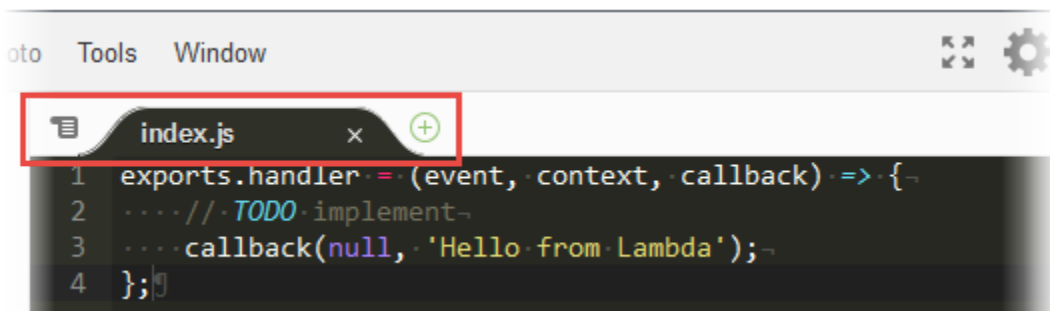 oto Tools Window
index.js ×
1 exports.handler = (event, context, callback) => {
2 // TODO implement
3 callback(null, 'Hello from Lambda');
4 };